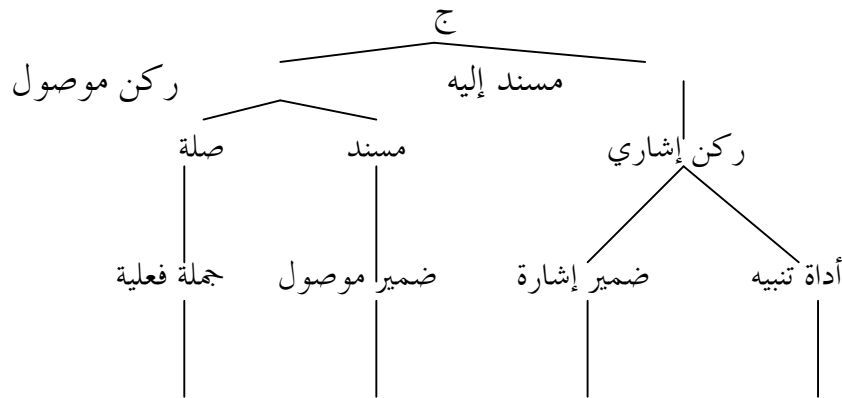 ج
مسند إليه ركن موصول
ركن إشاري مسند صلة
أداة تنبيه ضمير إشارة ضمير موصول جملة فعلية